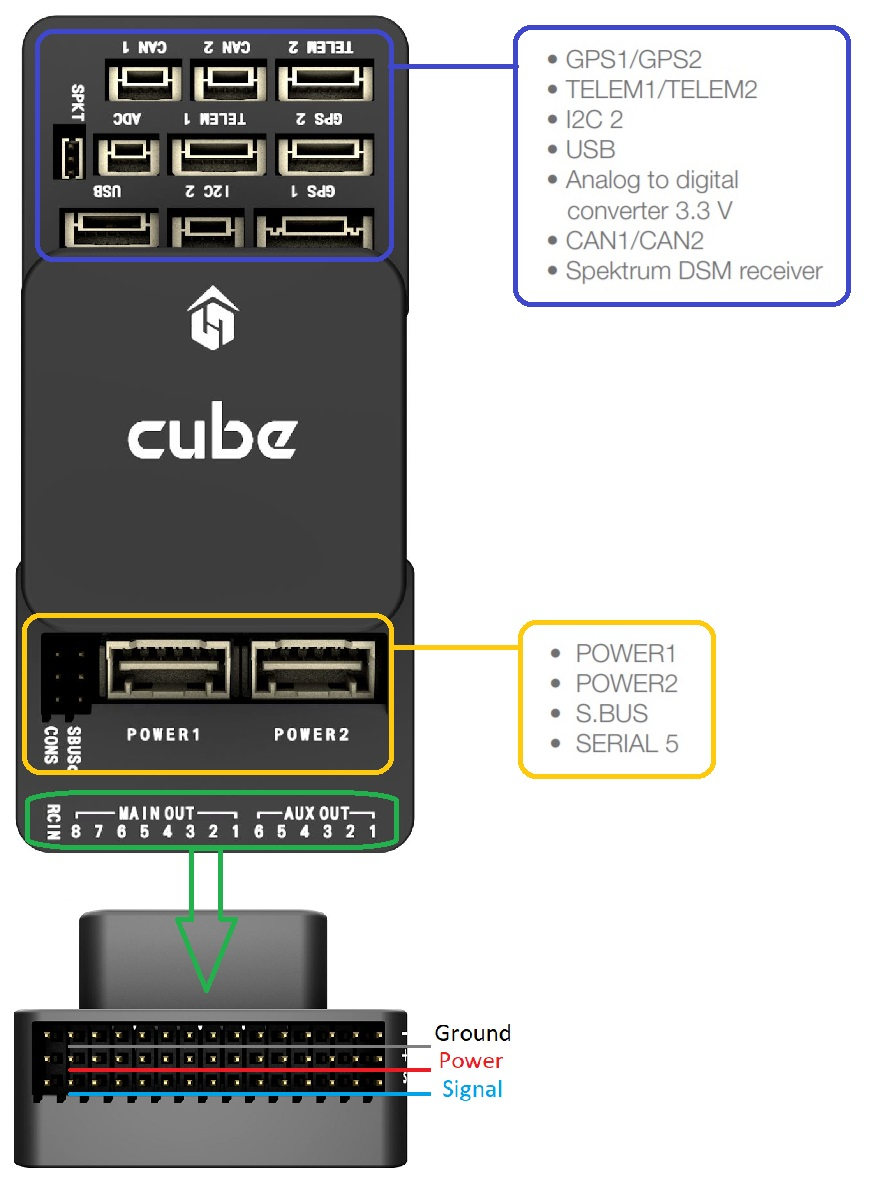 CAN 1 CAN 2 TELEM 2
SPKT
ADC TELEM 1 GPS 2
USB I2C 2 GPS 1
• GPS1/GPS2
• TELEM1/TELEM2
• I2C 2
• USB
• Analog to digital
converter 3.3 V
• CAN1/CAN2
• Spektrum DSM receiver
cube
CONS
SBUSo
POWER1 POWER2
• POWER1
• POWER2
• S.BUS
• SERIAL 5
RCIN
MAIN OUT AUX OUT
8 7 6 5 4 3 2 1 6 5 4 3 2 1
- Ground
+ Power
S Signal